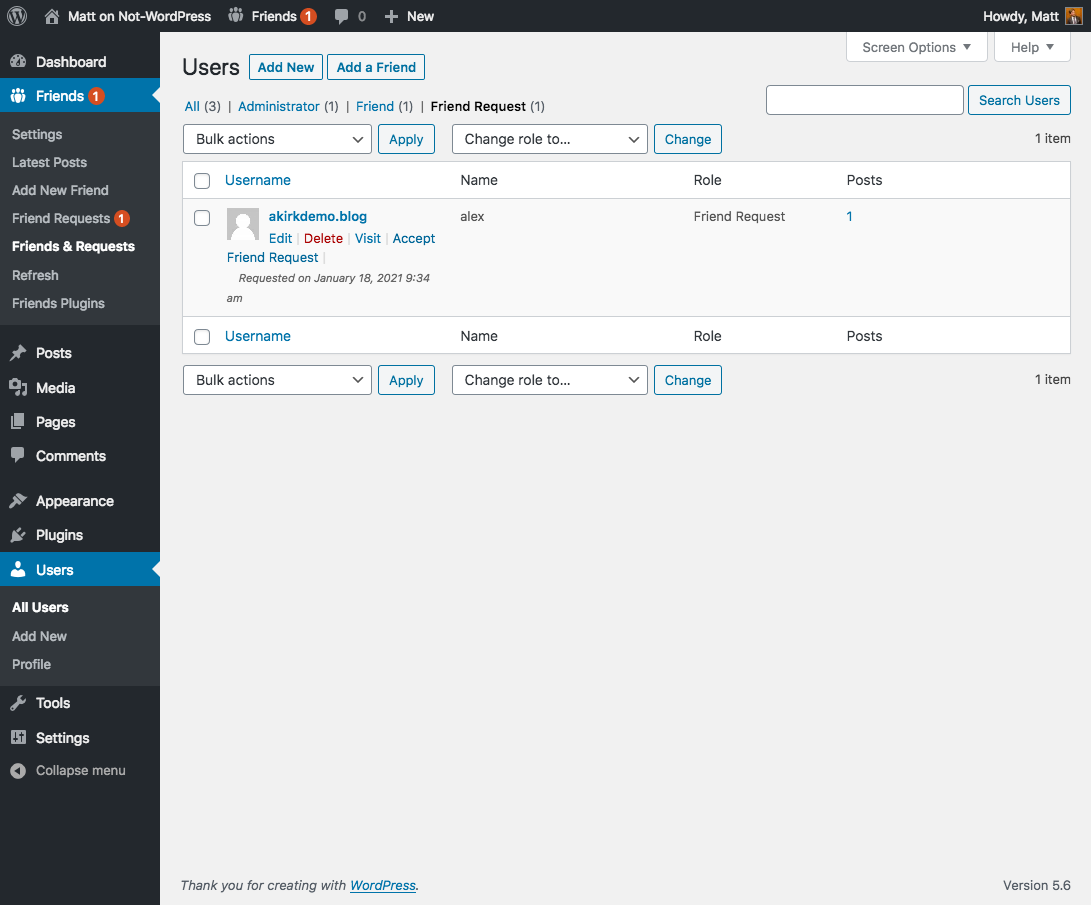 Matt on Not-WordPress Friends 1 0 New Howdy, Matt
Screen Options Help
Dashboard
Friends 1
Settings
Latest Posts
Add New Friend
Friend Requests 1
Friends & Requests
Refresh
Friends Plugins
Posts
Media
Pages
Comments
Appearance
Plugins
Users
All Users
Add New
Profile
Tools
Settings
Collapse menu
Users Add New Add a Friend
All (3) | Administrator (1) | Friend (1) | Friend Request (1)
Search Users
Bulk actions Apply Change role to... Change 1 item
Username Name Role Posts
akirkdemo.blog alex Friend Request 1
Edit | Delete | Visit | Accept
Friend Request |
Requested on January 18, 2021 9:34
am
Username Name Role Posts
Bulk actions Apply Change role to... Change 1 item
Thank you for creating with WordPress. Version 5.6